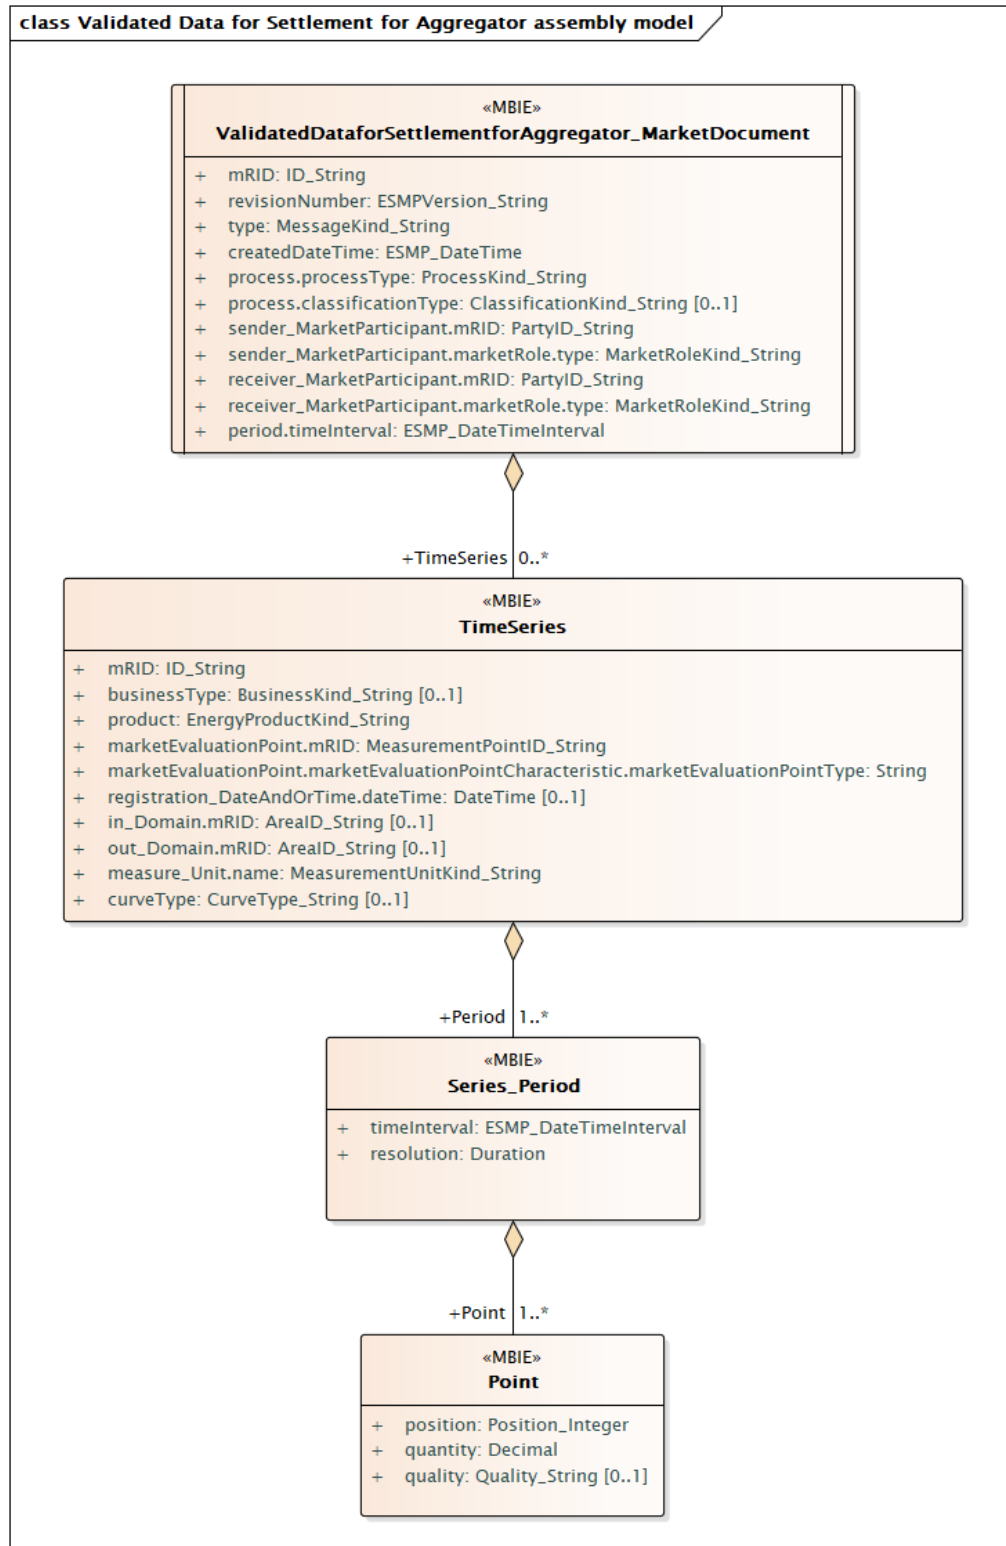 class Validated Data for Settlement for Aggregator assembly model
«MBIE»
ValidatedDataforSettlementforAggregator_MarketDocument
+ mRID: ID_String
+ revisionNumber: ESMPVersion_String
+ type: MessageKind_String
+ createdDateTime: ESMP_DateTime
+ process.processType: ProcessKind_String
+ process.classificationType: ClassificationKind_String [0..1]
+ sender_MarketParticipant.mRID: PartyID_String
+ sender_MarketParticipant.marketRole.type: MarketRoleKind_String
+ receiver_MarketParticipant.mRID: PartyID_String
+ receiver_MarketParticipant.marketRole.type: MarketRoleKind_String
+ period.timeInterval: ESMP_DateTimeInterval
+TimeSeries 0..*
«MBIE»
TimeSeries
+ mRID: ID_String
+ businessType: BusinessKind_String [0..1]
+ product: EnergyProductKind_String
+ marketEvaluationPoint.mRID: MeasurementPointID_String
+ marketEvaluationPoint.marketEvaluationPointCharacteristic.marketEvaluationPointType: String
+ registration_DateAndOrTime.dateTime: DateTime [0..1]
+ in_Domain.mRID: AreaID_String [0..1]
+ out_Domain.mRID: AreaID_String [0..1]
+ measure_Unit.name: MeasurementUnitKind_String
+ curveType: CurveType_String [0..1]
+Period 1..*
«MBIE»
Series_Period
+ timeInterval: ESMP_DateTimeInterval
+ resolution: Duration
+Point 1..*
«MBIE»
Point
+ position: Position_Integer
+ quantity: Decimal
+ quality: Quality_String [0..1]